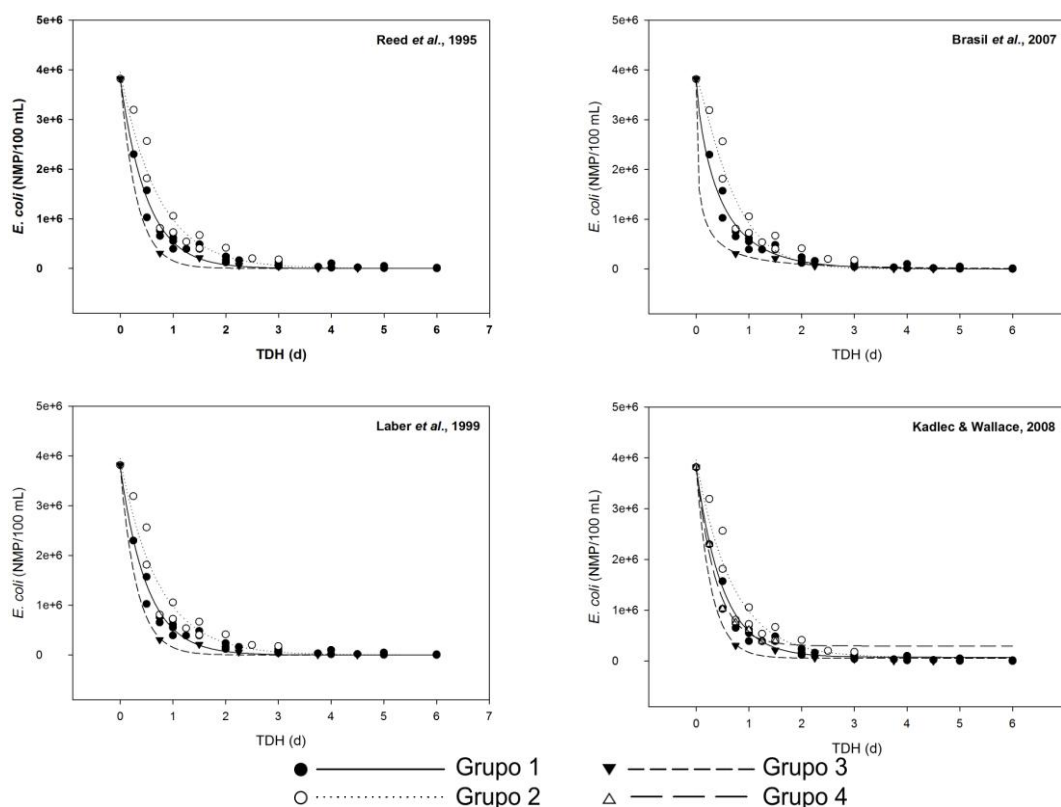 Reed et al., 1995
5e+6
4e+6
3e+6
2e+6
1e+6
0
E. coli (NMP/100 mL)
0 1 2 3 4 5 6 7
TDH (d)
Brasil et al., 2007
5e+6
4e+6
3e+6
2e+6
1e+6
0
E. coli (NMP/100 mL)
0 1 2 3 4 5 6
TDH (d)
Laber et al., 1999
5e+6
4e+6
3e+6
2e+6
1e+6
0
E. coli (NMP/100 mL)
0 1 2 3 4 5 6 7
TDH (d)
Kadlec & Wallace, 2008
5e+6
4e+6
3e+6
2e+6
1e+6
0
E. coli (NMP/100 mL)
0 1 2 3 4 5 6
TDH (d)
Grupo 1
Grupo 2
Grupo 3
Grupo 4